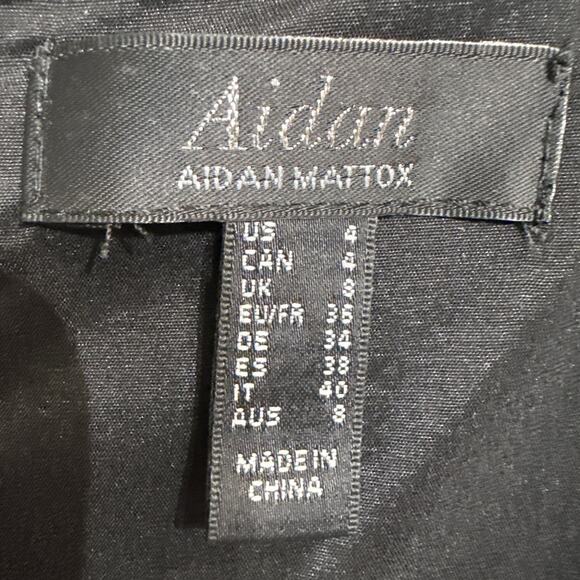 Aidan
AIDAN MATTOX
US 4
CAN 4
UK 8
EU/FR 36
DE 34
ES 38
IT 40
AUS 8
MADE IN
CHINA